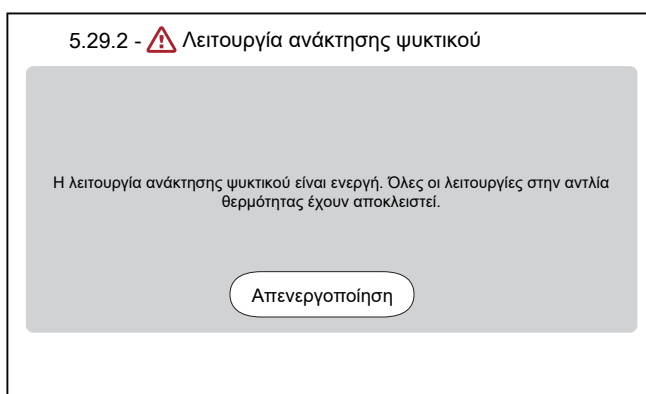 5.29.2 - Λειτουργία ανάκτησης ψυκτικού
Η λειτουργία ανάκτησης ψυκτικού είναι ενεργή. Όλες οι λειτουργίες στην αντλία
θερμότητας έχουν αποκλειστεί.
Απενεργοποίηση